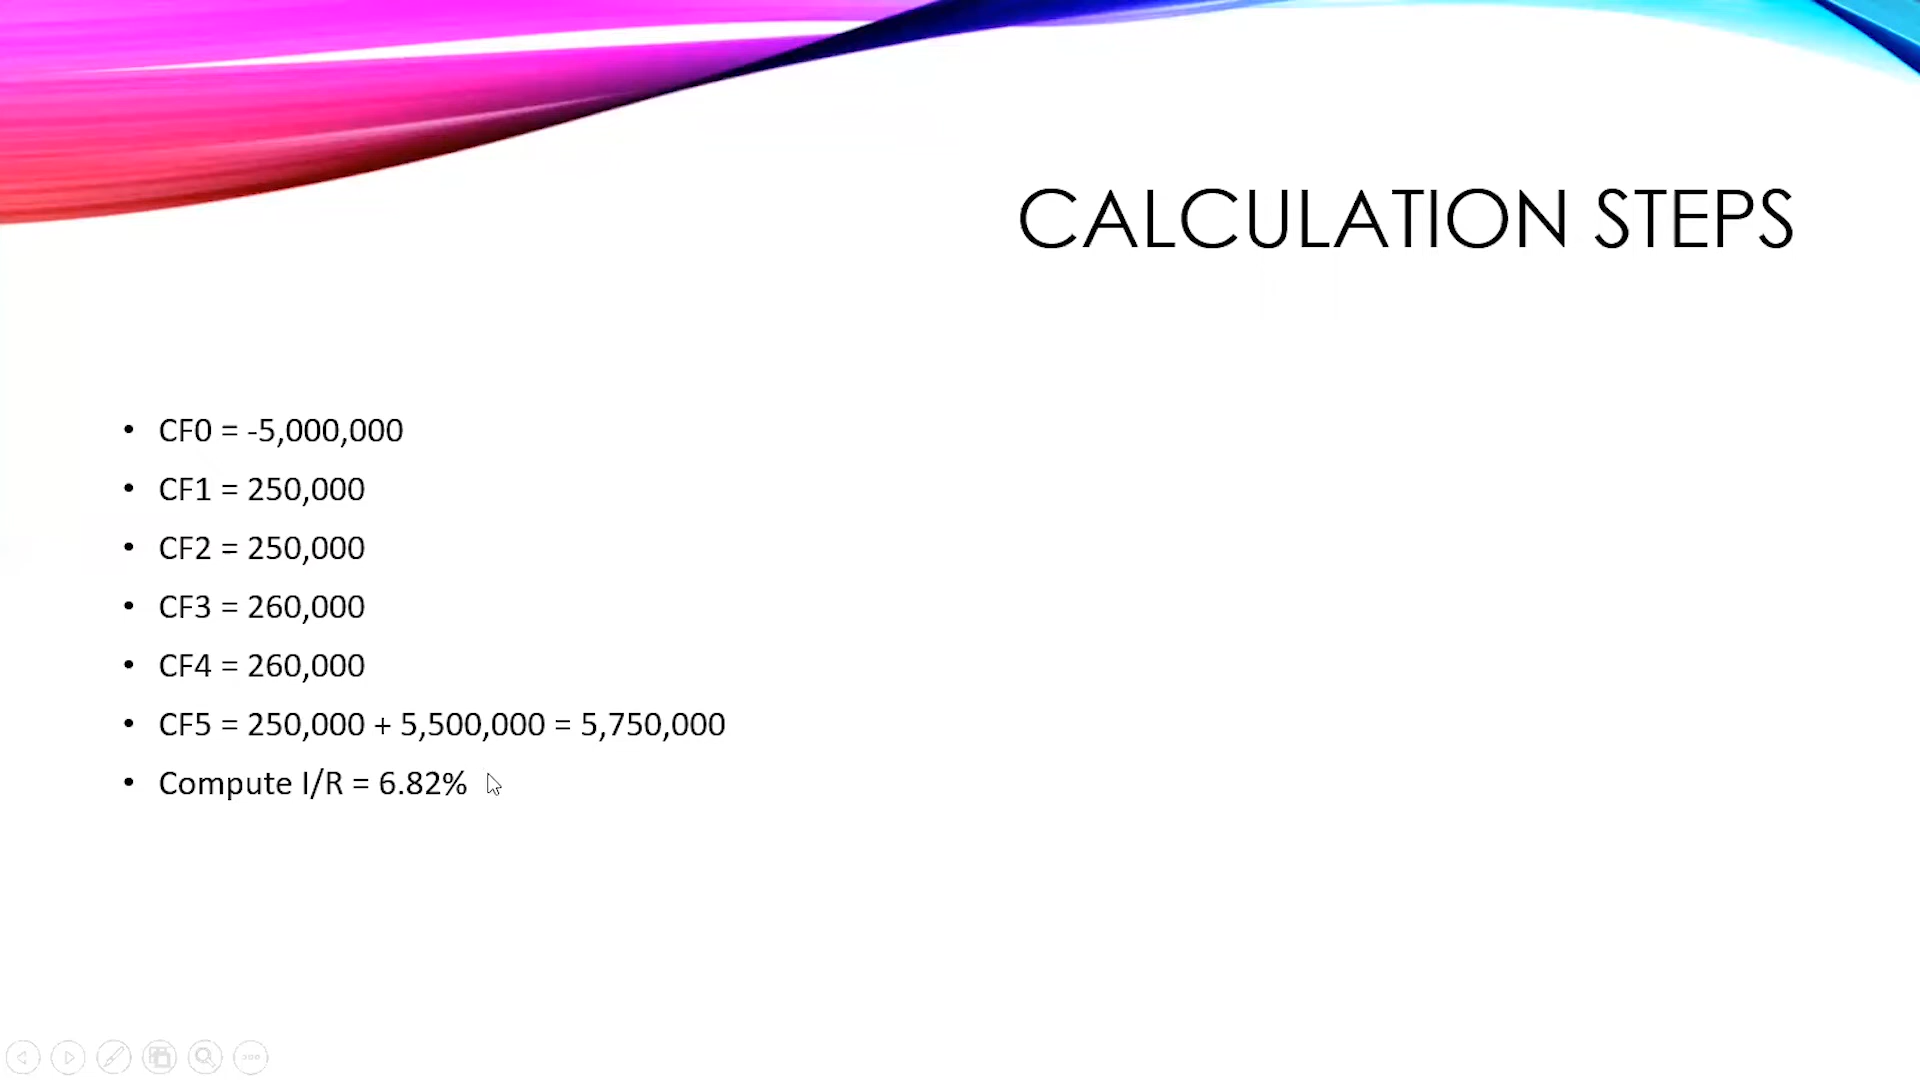 CALCULATION STEPS
• CF0 = -5,000,000
• CF1 = 250,000
• CF2 = 250,000
• CF3 = 260,000
• CF4 = 260,000
• CF5 = 250,000 + 5,500,000 = 5,750,000
• Compute I/R = 6.82%